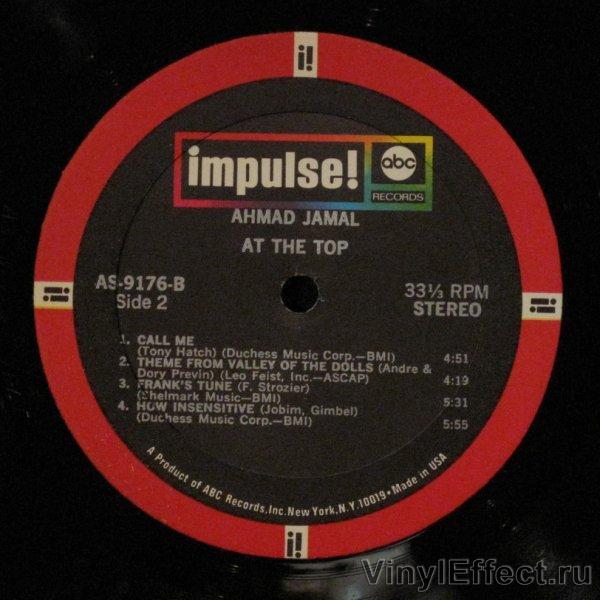 i!
impulse!
abc
RECORDS
AHMAD JAMAL
AT THE TOP
AS-9176-B
Side 2
33⅓ RPM
STEREO
1. CALL ME
(Tony Hatch) (Duchess Music Corp.—BMI) 4:51
2. THEME FROM VALLEY OF THE DOLLS (Andre &
Dory Previn) (Leo Feist, Inc.—ASCAP) 4:19
3. FRANK'S TUNE (F. Strozier)
(Shelmark Music—BMI) 5:31
4. HOW INSENSITIVE (Jobim, Gimbel)
(Duchess Music Corp.—BMI) 5:55
A Product of ABC Records, Inc. New York, N.Y. 10019 • Made in USA
i!
i!
i!
VinylEffect.ru